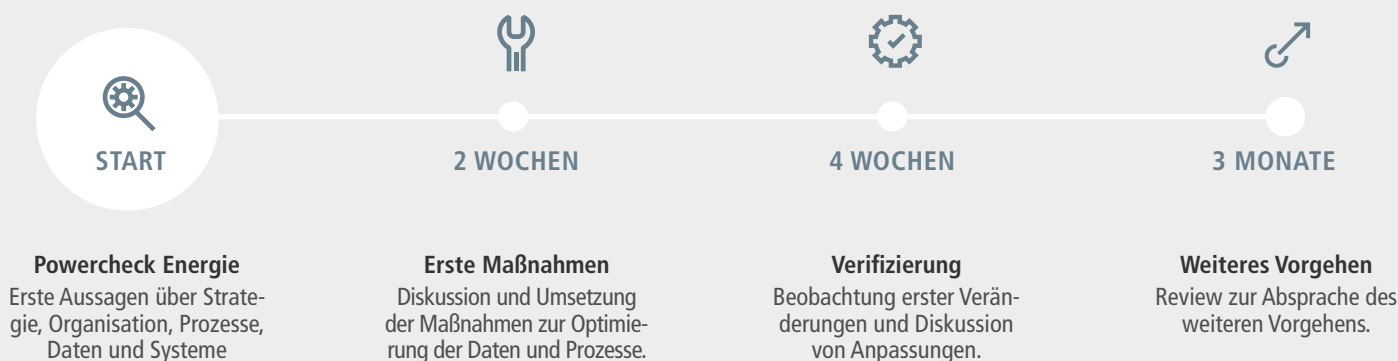 START
2 WOCHEN
4 WOCHEN
3 MONATE
Powercheck Energie
Erste Aussagen über Strate-
gie, Organisation, Prozesse,
Daten und Systeme
Erste Maßnahmen
Diskussion und Umsetzung
der Maßnahmen zur Optimie-
rung der Daten und Prozesse.
Verifizierung
Beobachtung erster Verän-
derungen und Diskussion
von Anpassungen.
Weiteres Vorgehen
Review zur Absprache des
weiteren Vorgehens.